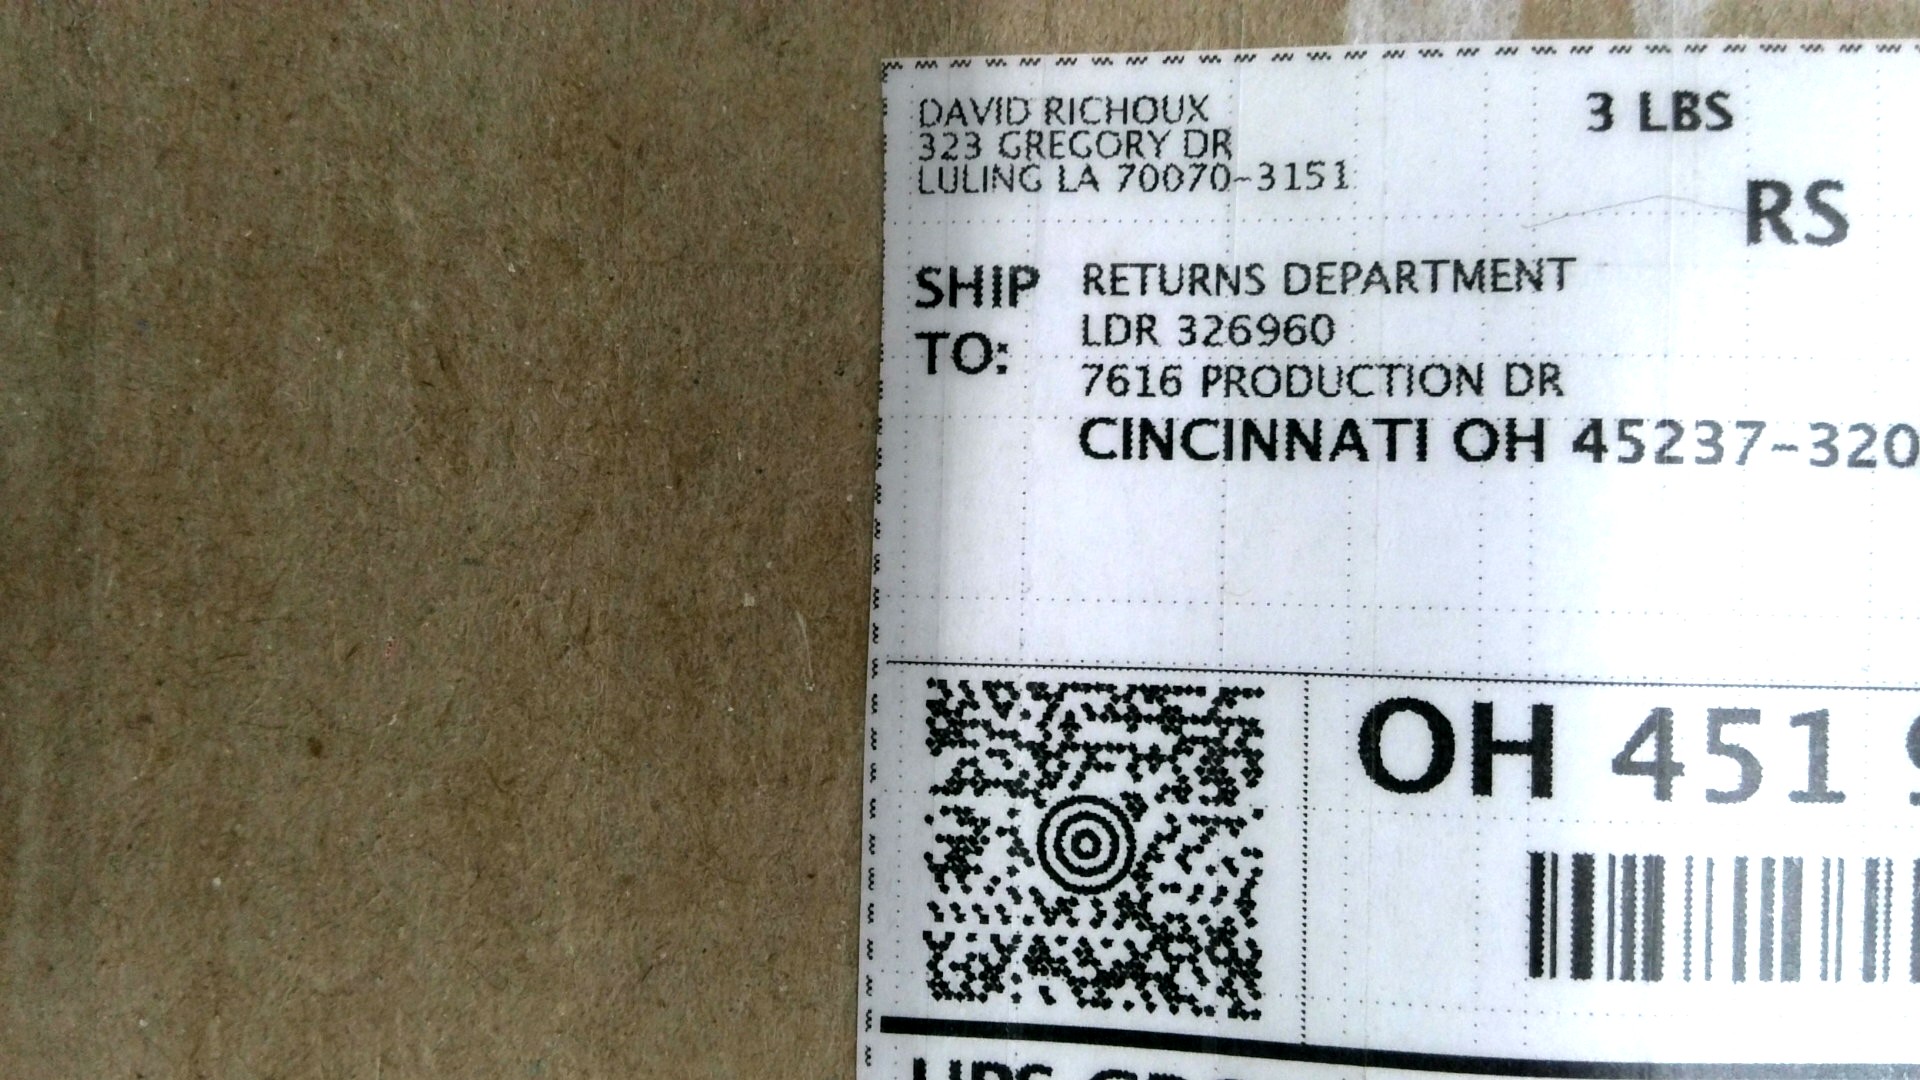 DAVID RICHOUX
323 GREGORY DR
LULING LA 70070-3151
3 LBS
RS
SHIP TO:
RETURNS DEPARTMENT
LDR 326960
7616 PRODUCTION DR
CINCINNATI OH 45237-320
OH 451
UPS